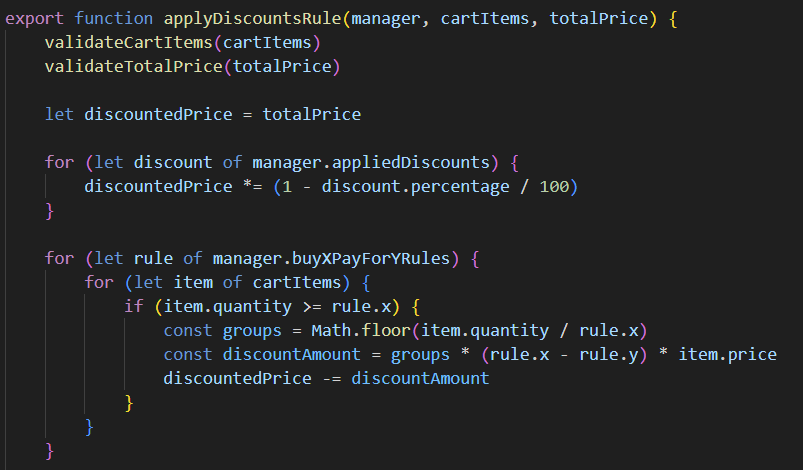 export function applyDiscountsRule(manager, cartItems, totalPrice) {
    validateCartItems(cartItems)
    validateTotalPrice(totalPrice)

    let discountedPrice = totalPrice

    for (let discount of manager.appliedDiscounts) {
        discountedPrice *= (1 - discount.percentage / 100)
    }

    for (let rule of manager.buyXPayForYRules) {
        for (let item of cartItems) {
            if (item.quantity >= rule.x) {
                const groups = Math.floor(item.quantity / rule.x)
                const discountAmount = groups * (rule.x - rule.y) * item.price
                discountedPrice -= discountAmount
            }
        }
    }